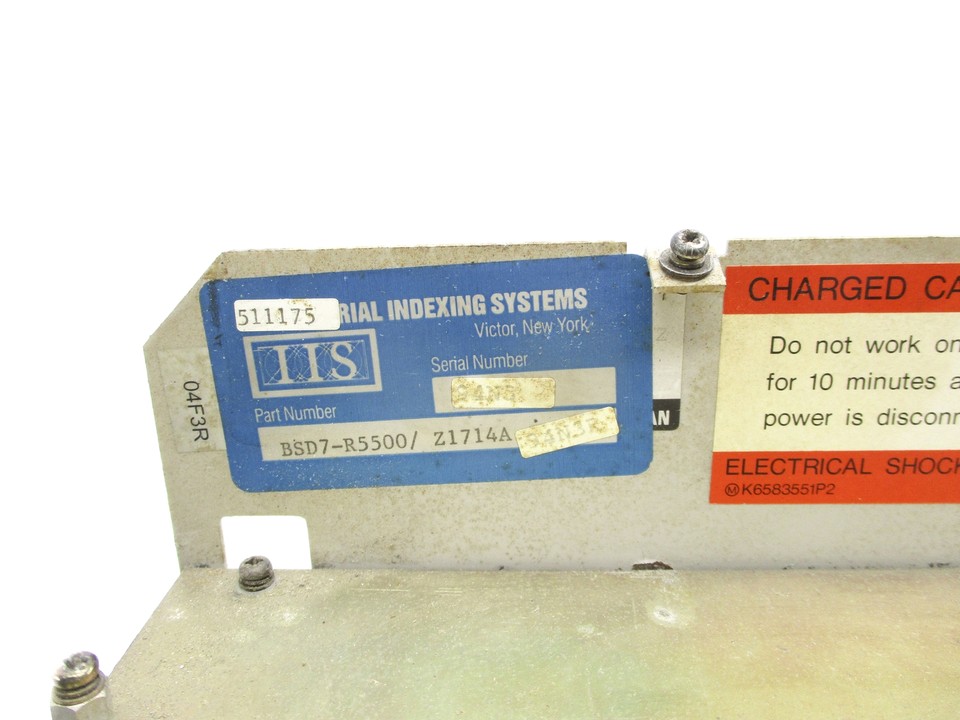 511175
RIAL INDEXING SYSTEMS
Victor, New York
IIS
Serial Number
Part Number
BSD7-R5500/ Z1714A
04F3R
Z
AN
CHARGED CA
Do not work on
for 10 minutes a
power is disconn
ELECTRICAL SHOCK
Ⓜ K6583551P2